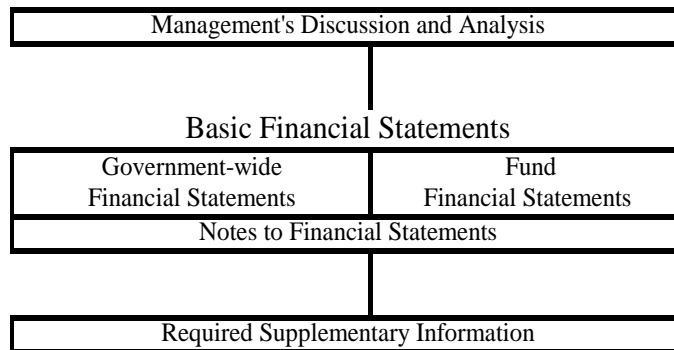 Management's Discussion and Analysis
Basic Financial Statements
Government-wide
Financial Statements
Fund
Financial Statements
Notes to Financial Statements
Required Supplementary Information